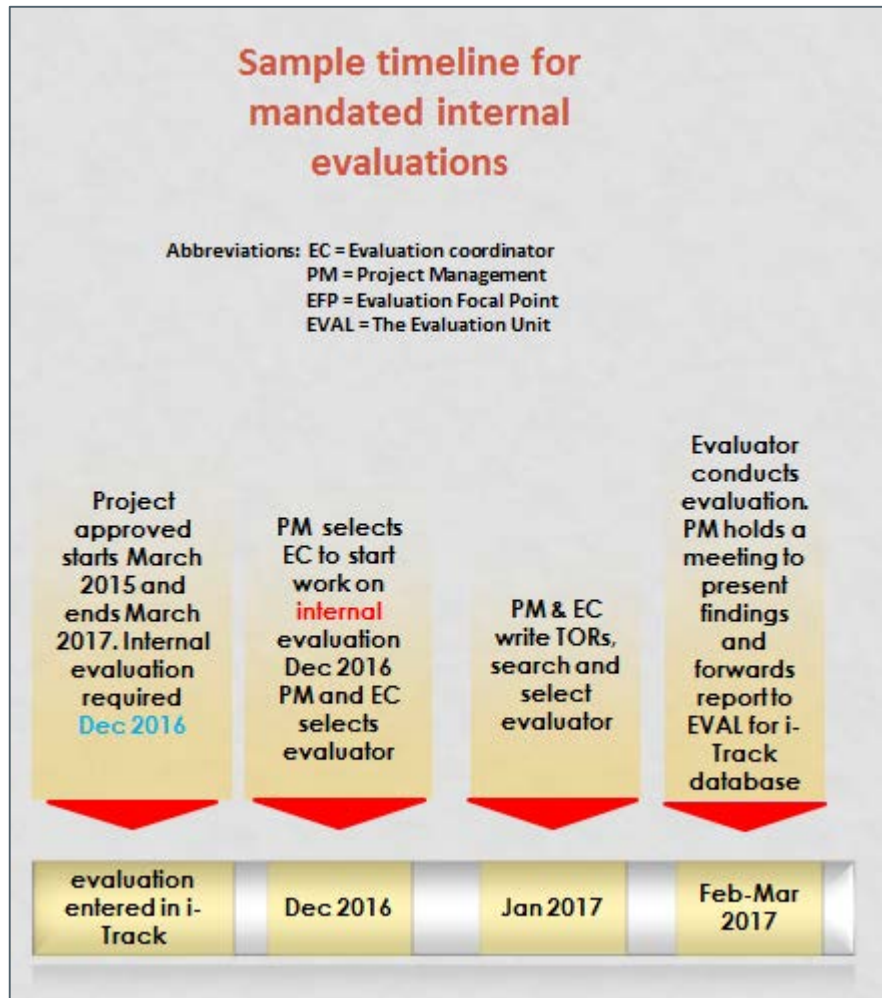 Sample timeline for
mandated internal
evaluations
Abbreviations: EC = Evaluation coordinator
PM = Project Management
EFP = Evaluation Focal Point
EVAL = The Evaluation Unit
Project
approved
starts March
2015 and
ends March
2017. Internal
evaluation
required
Dec 2016
PM selects
EC to start
work on
internal
evaluation
Dec 2016
PM and EC
selects
evaluator
PM & EC
write TORs,
search and
select
evaluator
Evaluator
conducts
evaluation.
PM holds a
meeting to
present
findings
and
forwards
report to
EVAL for i-
Track
database
evaluation
entered in i-
Track
Dec 2016
Jan 2017
Feb-Mar
2017